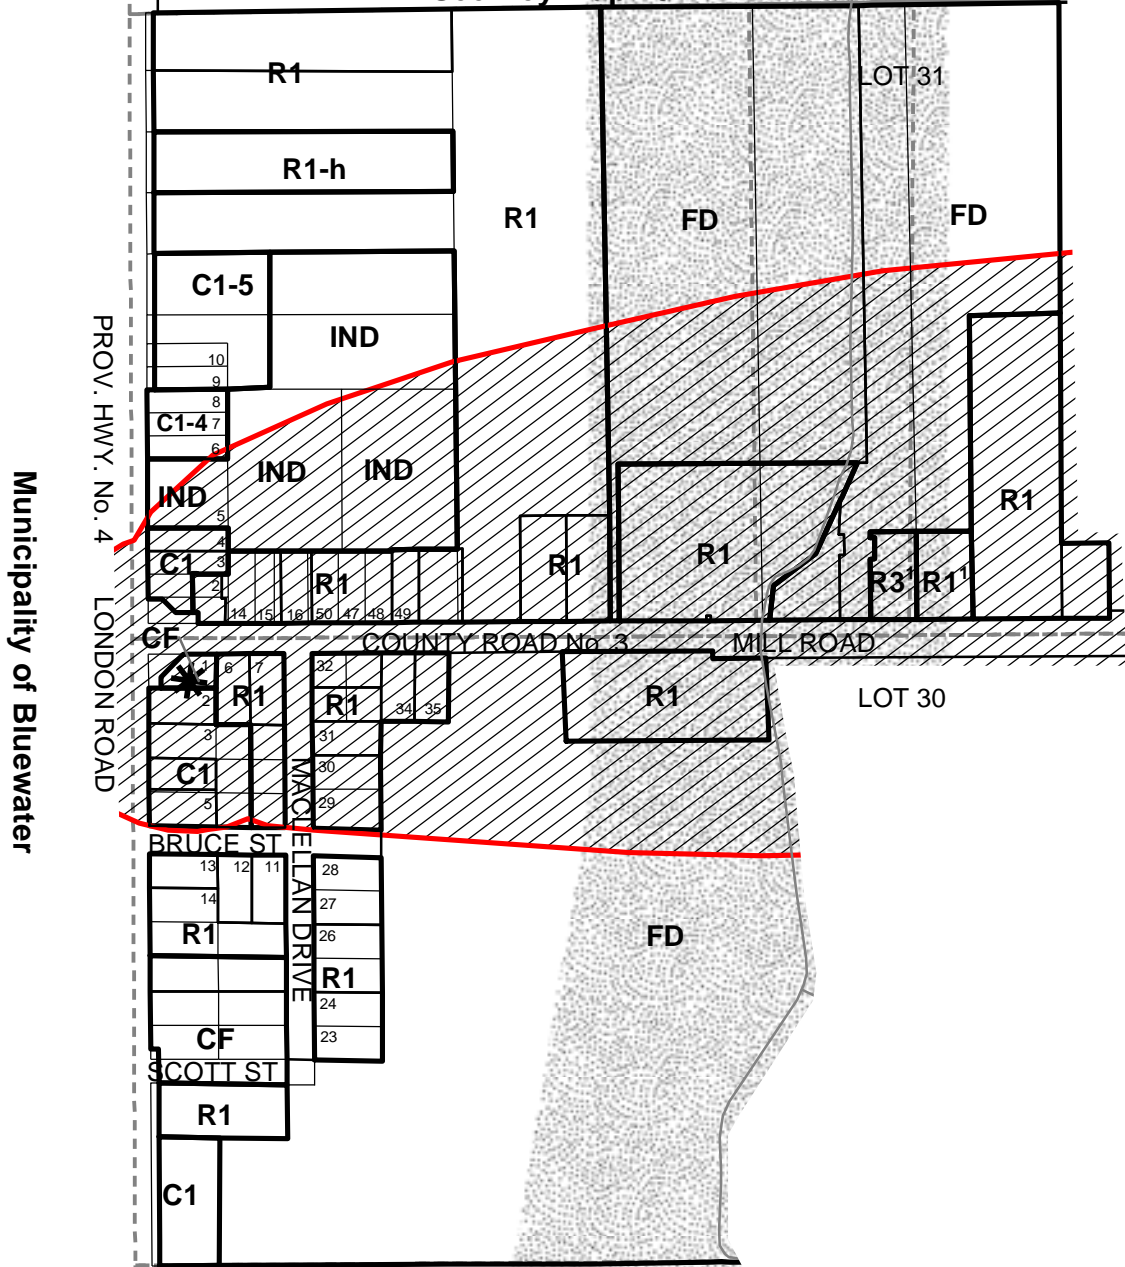 R1
LOT 31
R1-h
R1
FD
FD
C1-5
IND
10
9
8
C1-4
7
6
IND
IND
IND
5
4
C1
3
2
R1
14
15
16
50
47
48
49
R1
R1
R3¹
R1¹
R1
PROV. HWY. No. 4
LONDON ROAD
Municipality of Bluewater
CF
COUNTY ROAD No. 3
MILL ROAD
LOT 30
1
6
7
2
R1
3
C1
5
32
R1
34
35
31
30
29
R1
MACLELLAN DRIVE
BRUCE ST
13
12
11
14
R1
28
27
26
R1
24
23
FD
CF
SCOTT ST
R1
C1